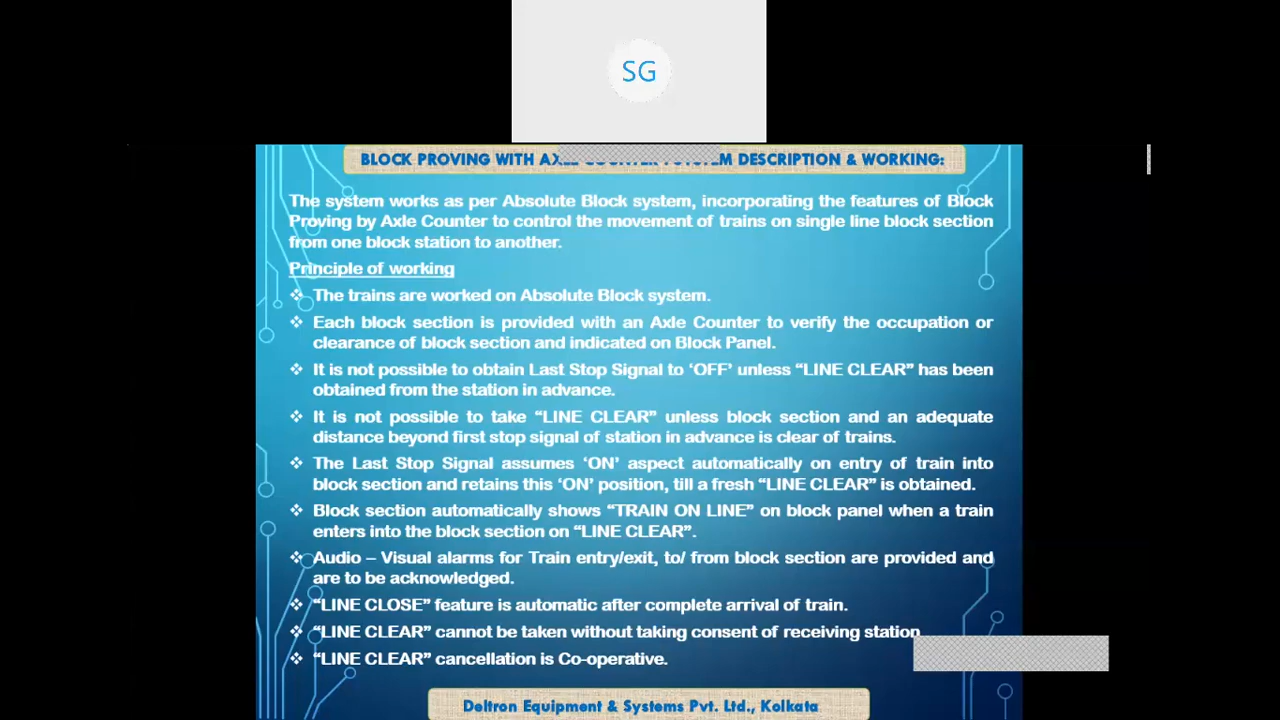 SG
BLOCK PROVING WITH AXLE COUNTER SYSTEM DESCRIPTION & WORKING:
The system works as per Absolute Block system, incorporating the features of Block
Proving by Axle Counter to control the movement of trains on single line block section
from one block station to another.
Principle of working
❖ The trains are worked on Absolute Block system.
❖ Each block section is provided with an Axle Counter to verify the occupation or
clearance of block section and indicated on Block Panel.
❖ It is not possible to obtain Last Stop Signal to ‘OFF’ unless “LINE CLEAR” has been
obtained from the station in advance.
❖ It is not possible to take “LINE CLEAR” unless block section and an adequate
distance beyond first stop signal of station in advance is clear of trains.
❖ The Last Stop Signal assumes ‘ON’ aspect automatically on entry of train into
block section and retains this ‘ON’ position, till a fresh “LINE CLEAR” is obtained.
❖ Block section automatically shows “TRAIN ON LINE” on block panel when a train
enters into the block section on “LINE CLEAR”.
❖ Audio – Visual alarms for Train entry/exit, to/ from block section are provided and
are to be acknowledged.
❖ “LINE CLOSE” feature is automatic after complete arrival of train.
❖ “LINE CLEAR” cannot be taken without taking consent of receiving station
❖ “LINE CLEAR” cancellation is Co-operative.
Deltron Equipment & Systems Pvt. Ltd., Kolkata